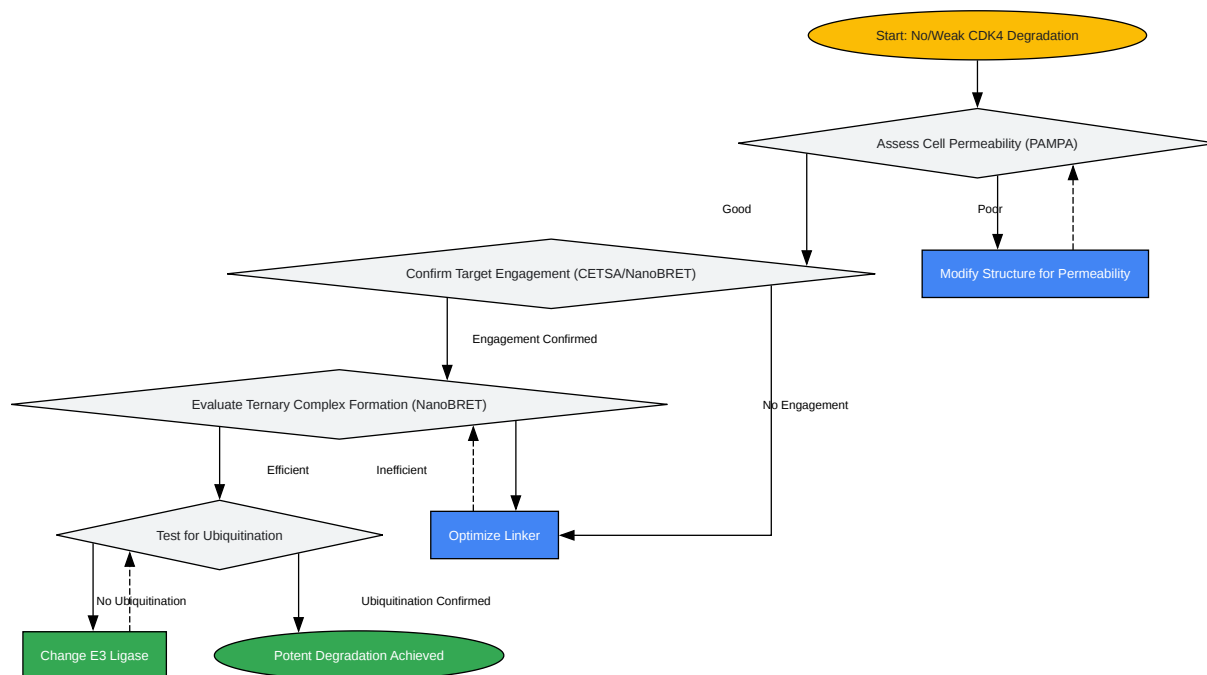 Start: No/Weak CDK4 Degradation
Assess Cell Permeability (PAMPA)
Good
Poor
Confirm Target Engagement (CETSA/NanoBRET)
Modify Structure for Permeability
Engagement Confirmed
Evaluate Ternary Complex Formation (NanoBRET)
No Engagement
Efficient
Inefficient
Test for Ubiquitination
Optimize Linker
No Ubiquitination
Ubiquitination Confirmed
Change E3 Ligase
Potent Degradation Achieved